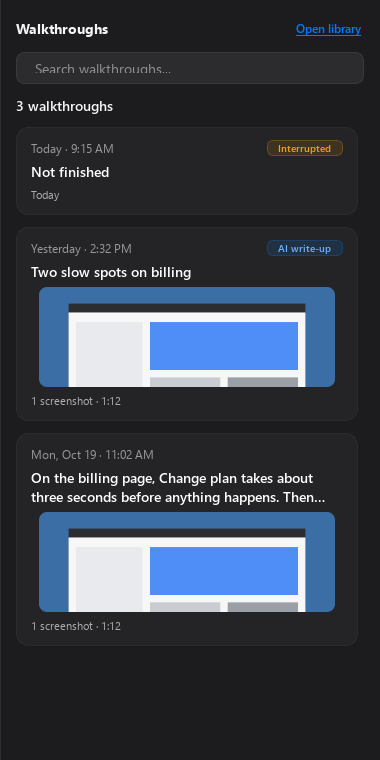 Walkthroughs
Open library
Search walkthroughs...
3 walkthroughs
Today · 9:15 AM
Interrupted
Not finished
Today
Yesterday · 2:32 PM
AI write-up
Two slow spots on billing
1 screenshot · 1:12
Mon, Oct 19 · 11:02 AM
On the billing page, Change plan takes about
three seconds before anything happens. Then...
1 screenshot · 1:12